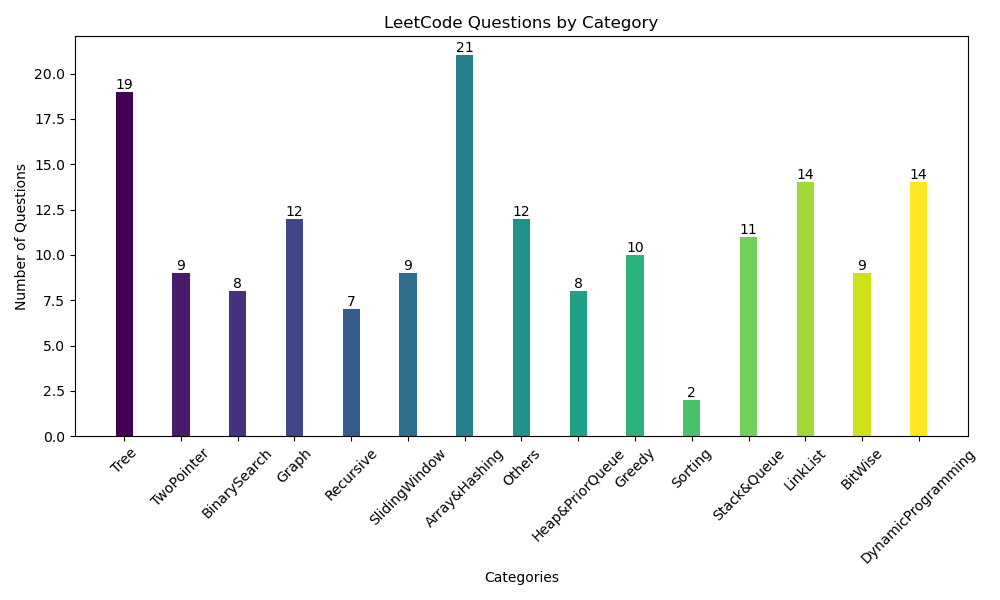 LeetCode Questions by Category
Number of Questions
20.0
17.5
15.0
12.5
10.0
7.5
5.0
2.5
0.0
19
9
8
12
7
9
21
12
8
10
2
11
14
9
14
Tree
TwoPointer
BinarySearch
Graph
Recursive
SlidingWindow
Array&Hashing
Others
Heap&PriorQueue
Greedy
Sorting
Stack&Queue
LinkList
BitWise
DynamicProgramming
Categories